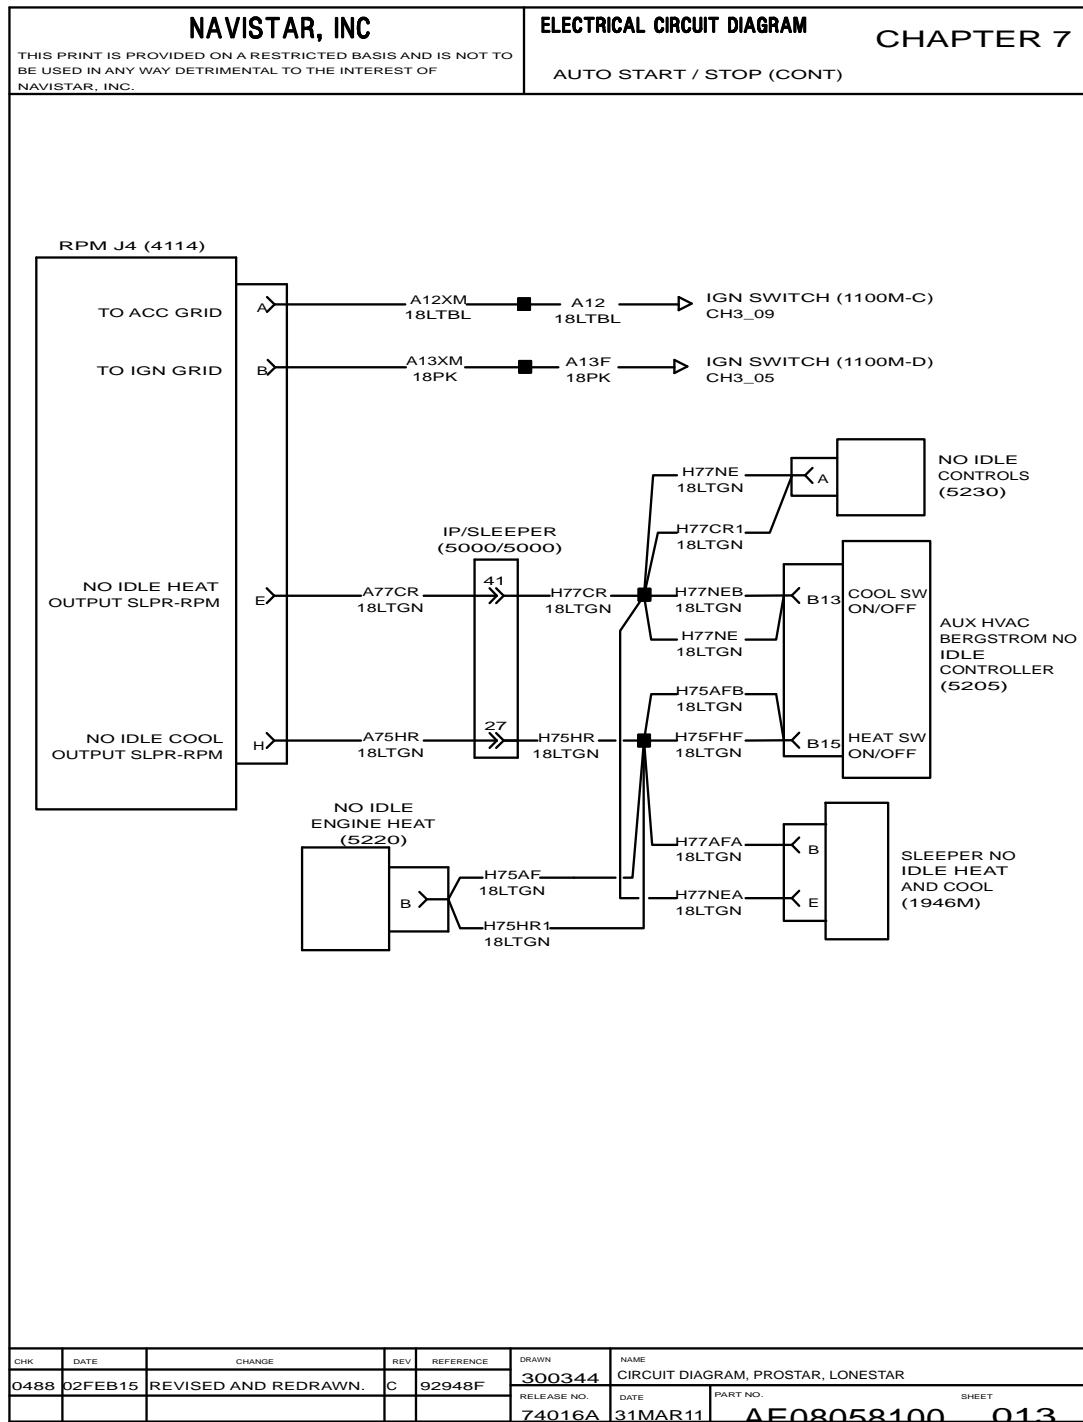 NAVISTAR, INC
THIS PRINT IS PROVIDED ON A RESTRICTED BASIS AND IS NOT TO
BE USED IN ANY WAY DETRIMENTAL TO THE INTEREST OF
NAVISTAR, INC.
ELECTRICAL CIRCUIT DIAGRAM
CHAPTER 7
AUTO START / STOP (CONT)
RPM J4 (4114)
TO ACC GRID
A
A12XM
18LTBL
A12
18LTBL
IGN SWITCH (1100M-C)
CH3_09
TO IGN GRID
B
A13XM
18PK
A13F
18PK
IGN SWITCH (1100M-D)
CH3_05
H77NE
18LTGN
A
NO IDLE
CONTROLS
(5230)
H77CR1
18LTGN
IP/SLEEPER
(5000/5000)
NO IDLE HEAT
OUTPUT SLPR-RPM
E
A77CR
18LTGN
41
H77CR
18LTGN
H77NEB
18LTGN
B13
COOL SW
ON/OFF
H77NE
18LTGN
AUX HVAC
BERGSTROM NO
IDLE
CONTROLLER
(5205)
H75AFB
18LTGN
NO IDLE COOL
OUTPUT SLPR-RPM
H
A75HR
18LTGN
27
H75HR
18LTGN
H75FHF
18LTGN
B15
HEAT SW
ON/OFF
NO IDLE
ENGINE HEAT
(5220)
B
H75AF
18LTGN
H75HR1
18LTGN
H77AFA
18LTGN
B
H77NEA
18LTGN
E
SLEEPER NO
IDLE HEAT
AND COOL
(1946M)
CHK
DATE
CHANGE
REV
REFERENCE
0488
02FEB15
REVISED AND REDRAWN.
C
92948F
DRAWN
300344
NAME
CIRCUIT DIAGRAM, PROSTAR, LONESTAR
RELEASE NO.
74016A
DATE
31MAR11
PART NO.
AE08058100
SHEET
013